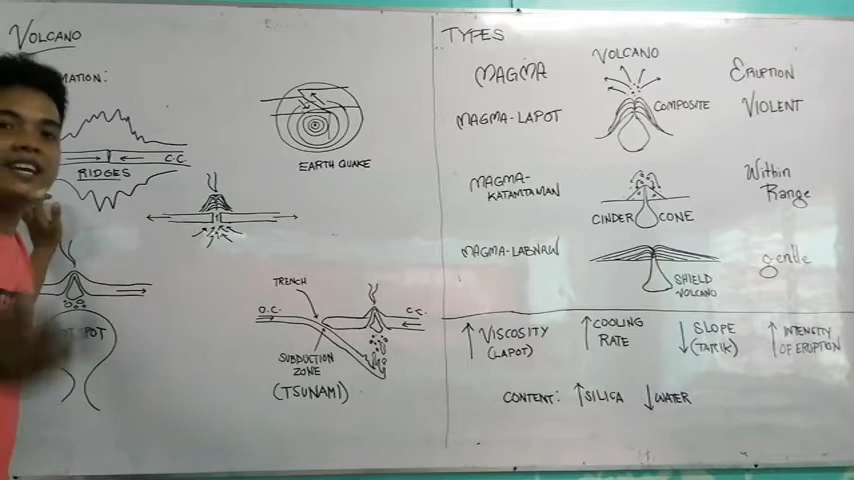 VOLCANO
MATION:
C.C.
RIDGES
EARTH QUAKE
SPOT
TRENCH
O.C.
C.C.
SUBDUCTION
ZONE
(TSUNAMI)
TYPES
MAGMA
VOLCANO
ERUPTION
MAGMA-LAPOT
COMPOSITE
VIOLENT
MAGMA-
KATAMTAMAN
CINDER CONE
Within
Range
MAGMA-LABNAW
SHIELD
VOLCANO
gentle
↑ VISCOSITY
(LAPOT)
↑ COOLING
RATE
↓ SLOPE
(TARIK)
↑ INTENSITY
OF ERUPTION
CONTENT: ↑ SILICA ↓ WATER